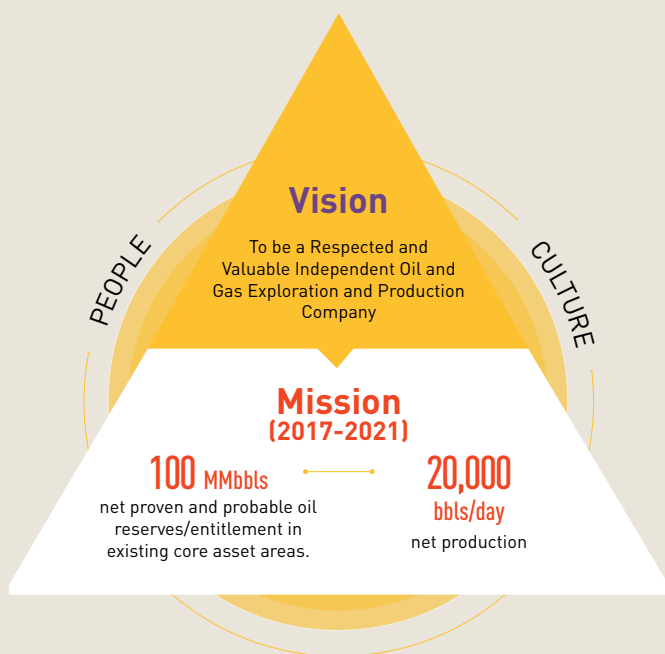 Vision
To be a Respected and
Valuable Independent Oil and
Gas Exploration and Production
Company
PEOPLE
CULTURE
Mission
(2017-2021)
100 MMbbls
net proven and probable oil
reserves/entitlement in
existing core asset areas.
20,000
bbls/day
net production